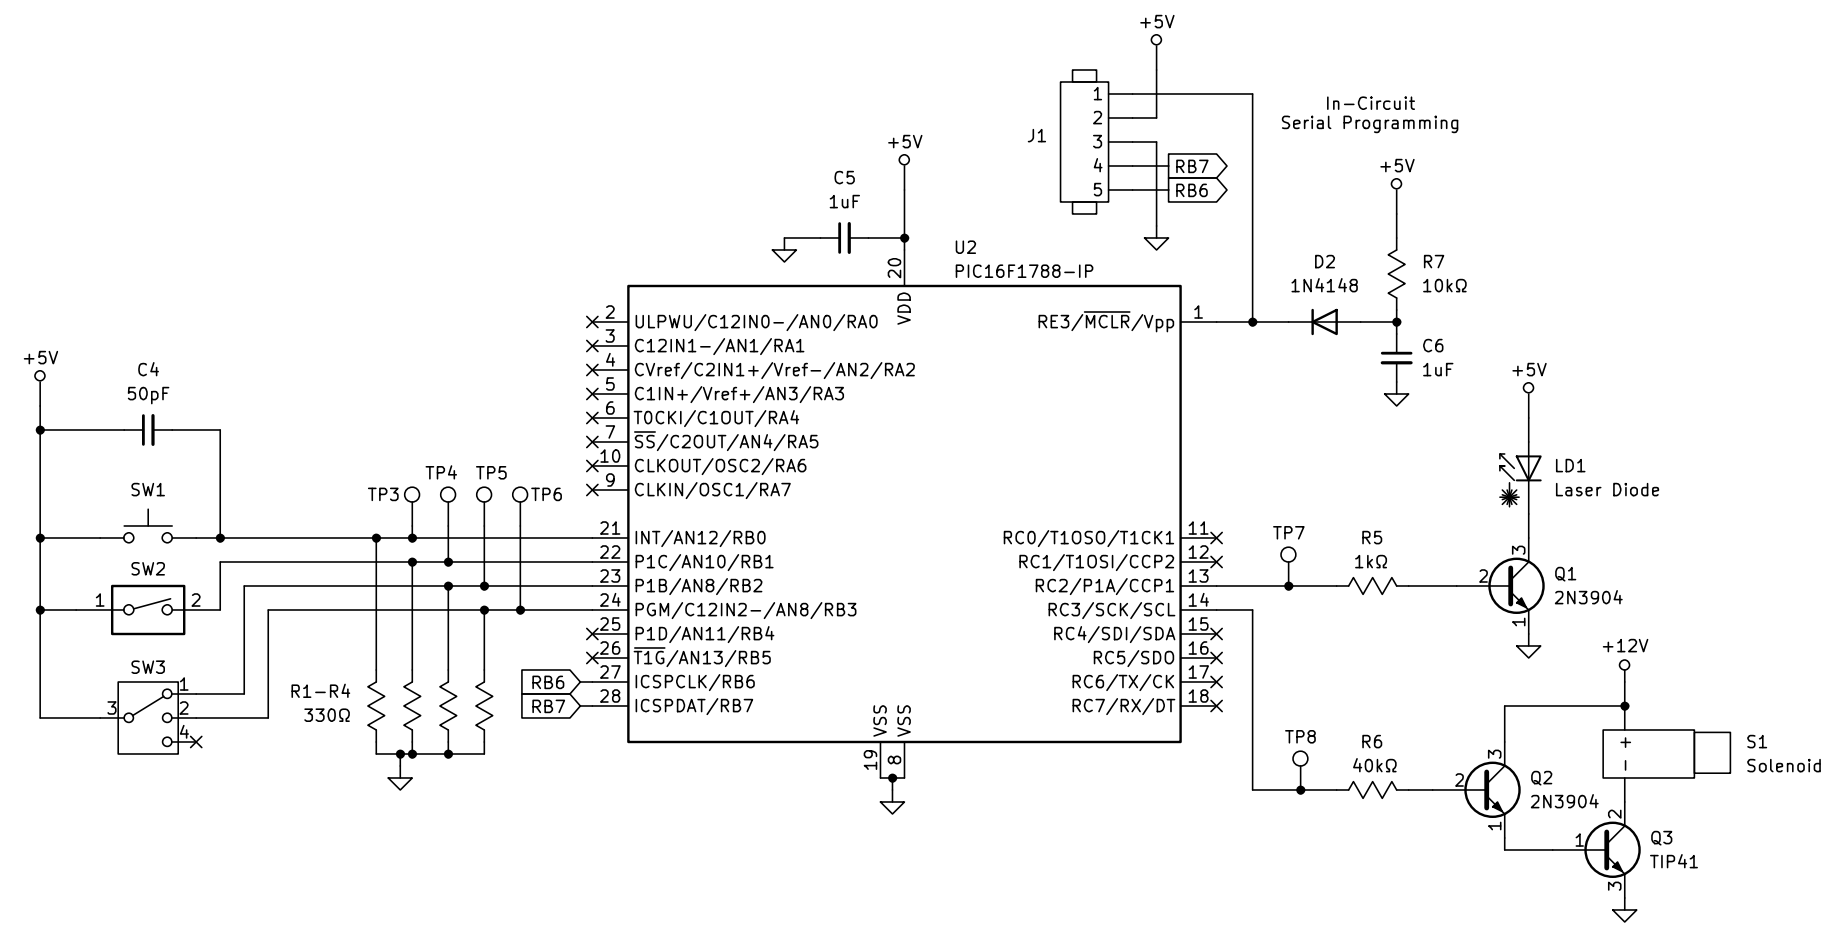 +5V
In-Circuit
Serial Programming
J1
1
2
3
4
5
RB7
RB6
+5V
+5V
C5
1uF
U2
PIC16F1788-IP
20
VDD
D2
1N4148
R7
10kΩ
C6
1uF
2 ULPWU/C12IN0-/AN0/RA0
3 C12IN1-/AN1/RA1
4 CVref/C2IN1+/Vref-/AN2/RA2
5 C1IN+/Vref+/AN3/RA3
6 T0CKI/C1OUT/RA4
7 SS/C2OUT/AN4/RA5
10 CLKOUT/OSC2/RA6
9 CLKIN/OSC1/RA7
21 INT/AN12/RB0
22 P1C/AN10/RB1
23 P1B/AN8/RB2
24 PGM/C12IN2-/AN8/RB3
25 P1D/AN11/RB4
26 T1G/AN13/RB5
27 ICSPCLK/RB6
28 ICSPDAT/RB7
RB6
RB7
RE3/MCLR/Vpp 1
RC0/T1OSO/T1CK1 11
RC1/T1OSI/CCP2 12
RC2/P1A/CCP1 13
RC3/SCK/SCL 14
RC4/SDI/SDA 15
RC5/SDO 16
RC6/TX/CK 17
RC7/RX/DT 18
VSS
VSS
19
8
+5V
C4
50pF
SW1
SW2
1
2
SW3
3
1
2
4
TP3
TP4
TP5
TP6
R1-R4
330Ω
+5V
LD1
Laser Diode
TP7
R5
1kΩ
2
3
1
Q1
2N3904
+12V
TP8
R6
40kΩ
2
3
1
Q2
2N3904
+
-
S1
Solenoid
1
2
3
Q3
TIP41